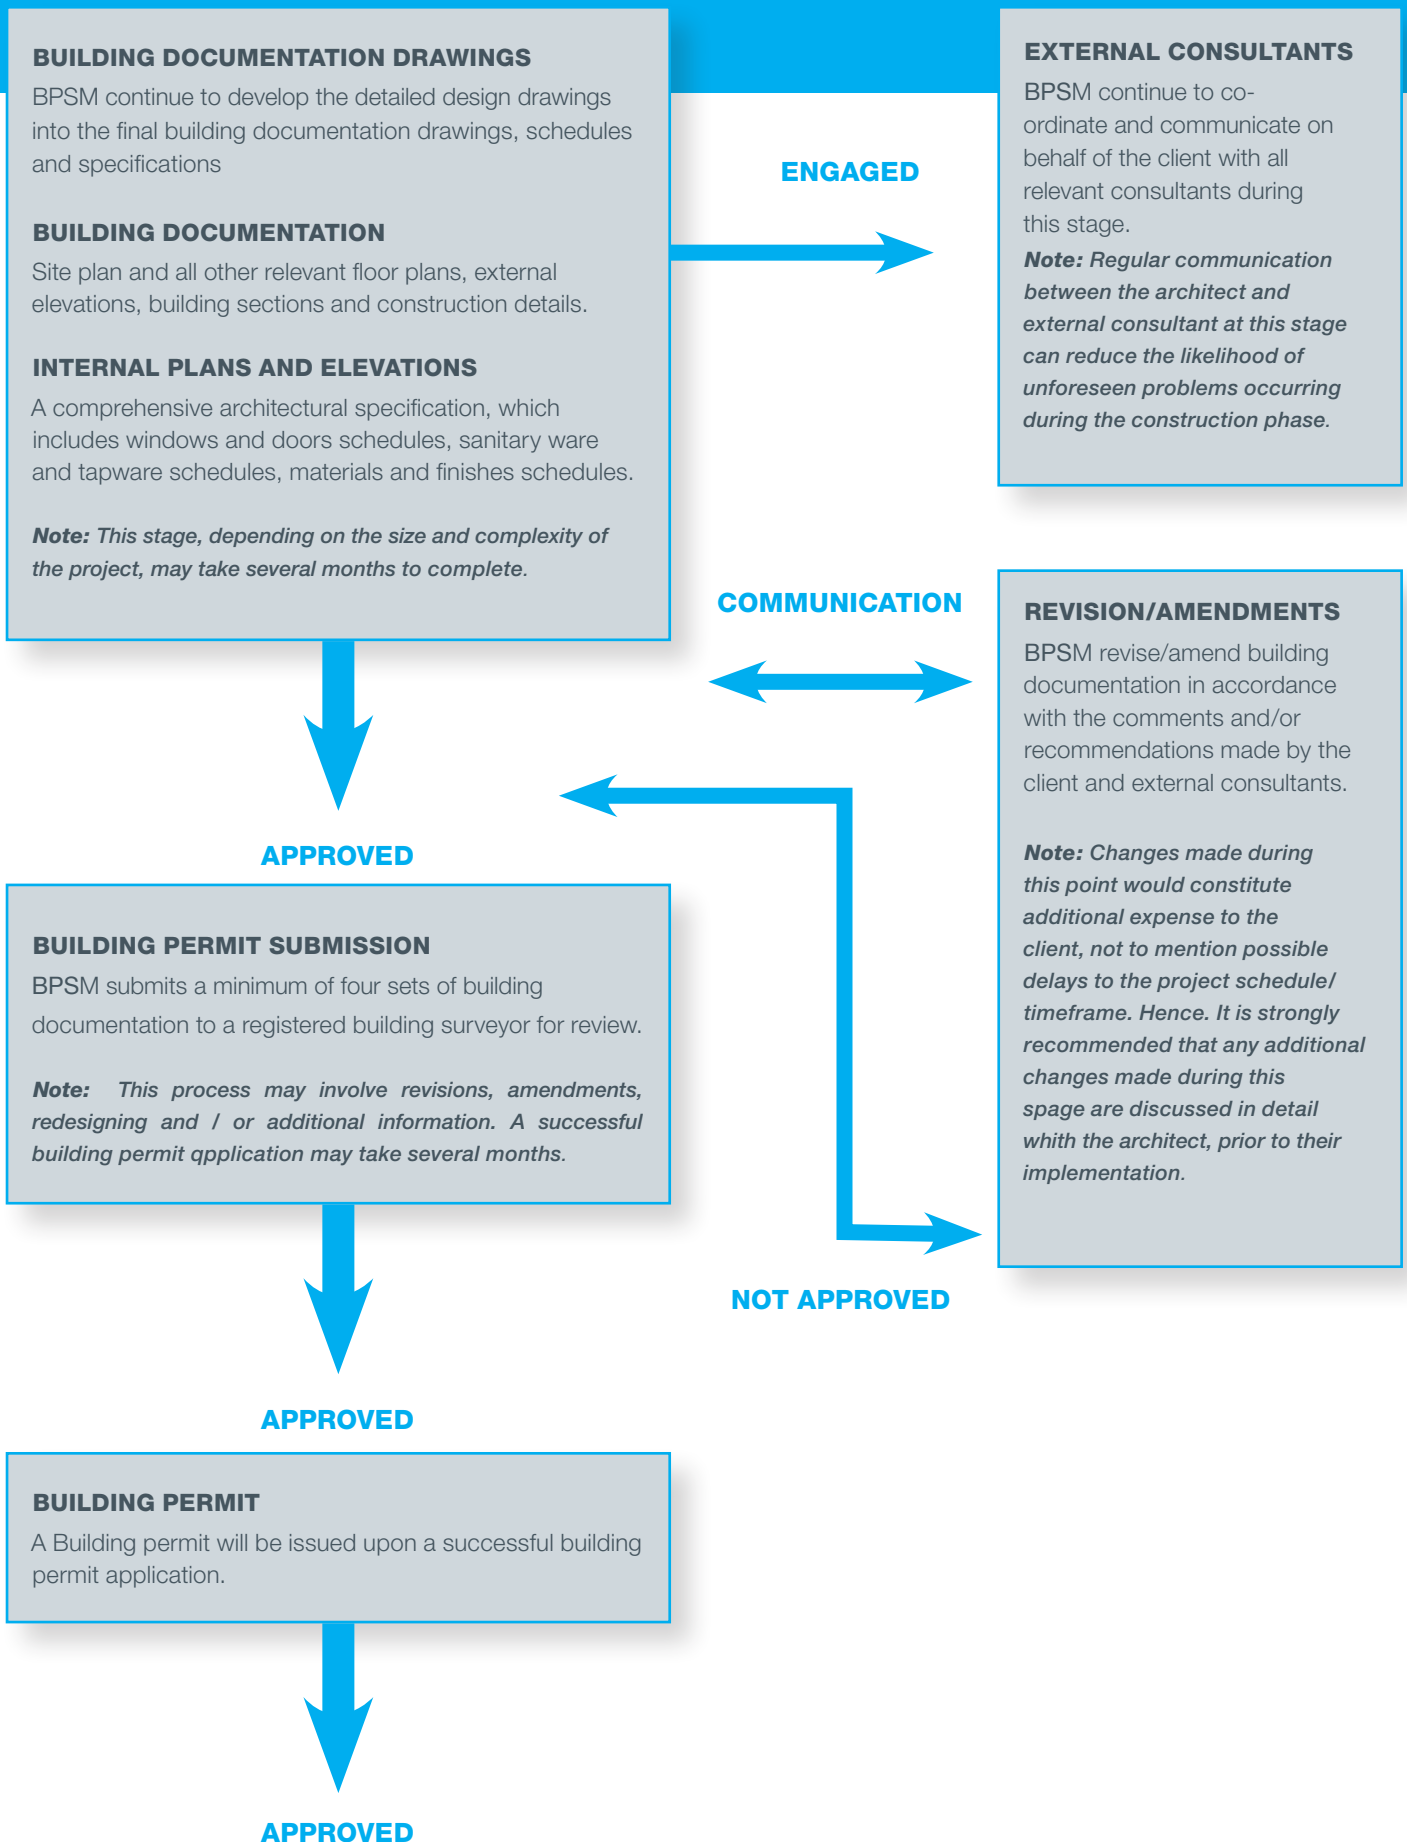 BUILDING DOCUMENTATION DRAWINGS
BPSM continue to develop the detailed design drawings
into the final building documentation drawings, schedules
and specifications
BUILDING DOCUMENTATION
Site plan and all other relevant floor plans, external
elevations, building sections and construction details.
INTERNAL PLANS AND ELEVATIONS
A comprehensive architectural specification, which
includes windows and doors schedules, sanitary ware
and tapware schedules, materials and finishes schedules.
Note: This stage, depending on the size and complexity of
the project, may take several months to complete.
ENGAGED
EXTERNAL CONSULTANTS
BPSM continue to co-
ordinate and communicate on
behalf of the client with all
relevant consultants during
this stage.
Note: Regular communication
between the architect and
external consultant at this stage
can reduce the likelihood of
unforeseen problems occurring
during the construction phase.
COMMUNICATION
REVISION/AMENDMENTS
BPSM revise/amend building
documentation in accordance
with the comments and/or
recommendations made by the
client and external consultants.
Note: Changes made during
this point would constitute
additional expense to the
client, not to mention possible
delays to the project schedule/
timeframe. Hence. It is strongly
recommended that any additional
changes made during this
spage are discussed in detail
whith the architect, prior to their
implementation.
APPROVED
BUILDING PERMIT SUBMISSION
BPSM submits a minimum of four sets of building
documentation to a registered building surveyor for review.
Note: This process may involve revisions, amendments,
redesigning and / or additional information. A successful
building permit qpplication may take several months.
NOT APPROVED
APPROVED
BUILDING PERMIT
A Building permit will be issued upon a successful building
permit application.
APPROVED